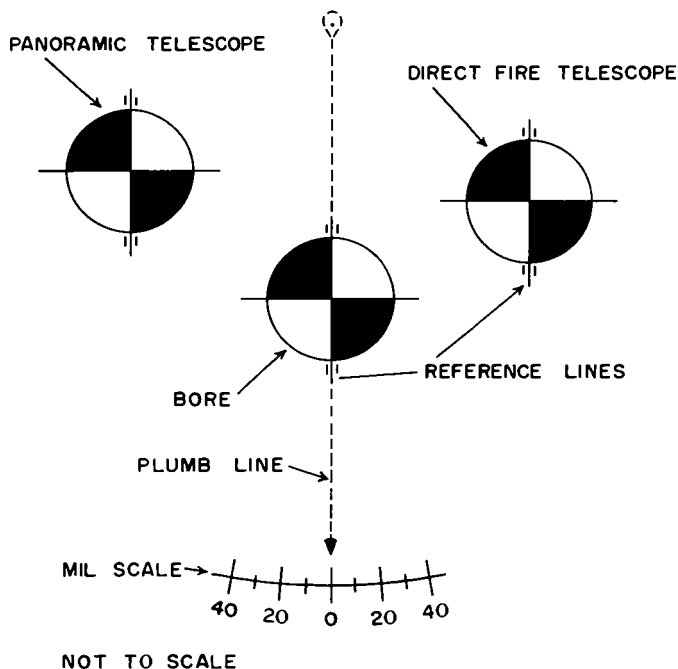 PANORAMIC TELESCOPE
DIRECT FIRE TELESCOPE
BORE
REFERENCE LINES
PLUMB LINE
MIL SCALE
40 20 0 20 40
NOT TO SCALE